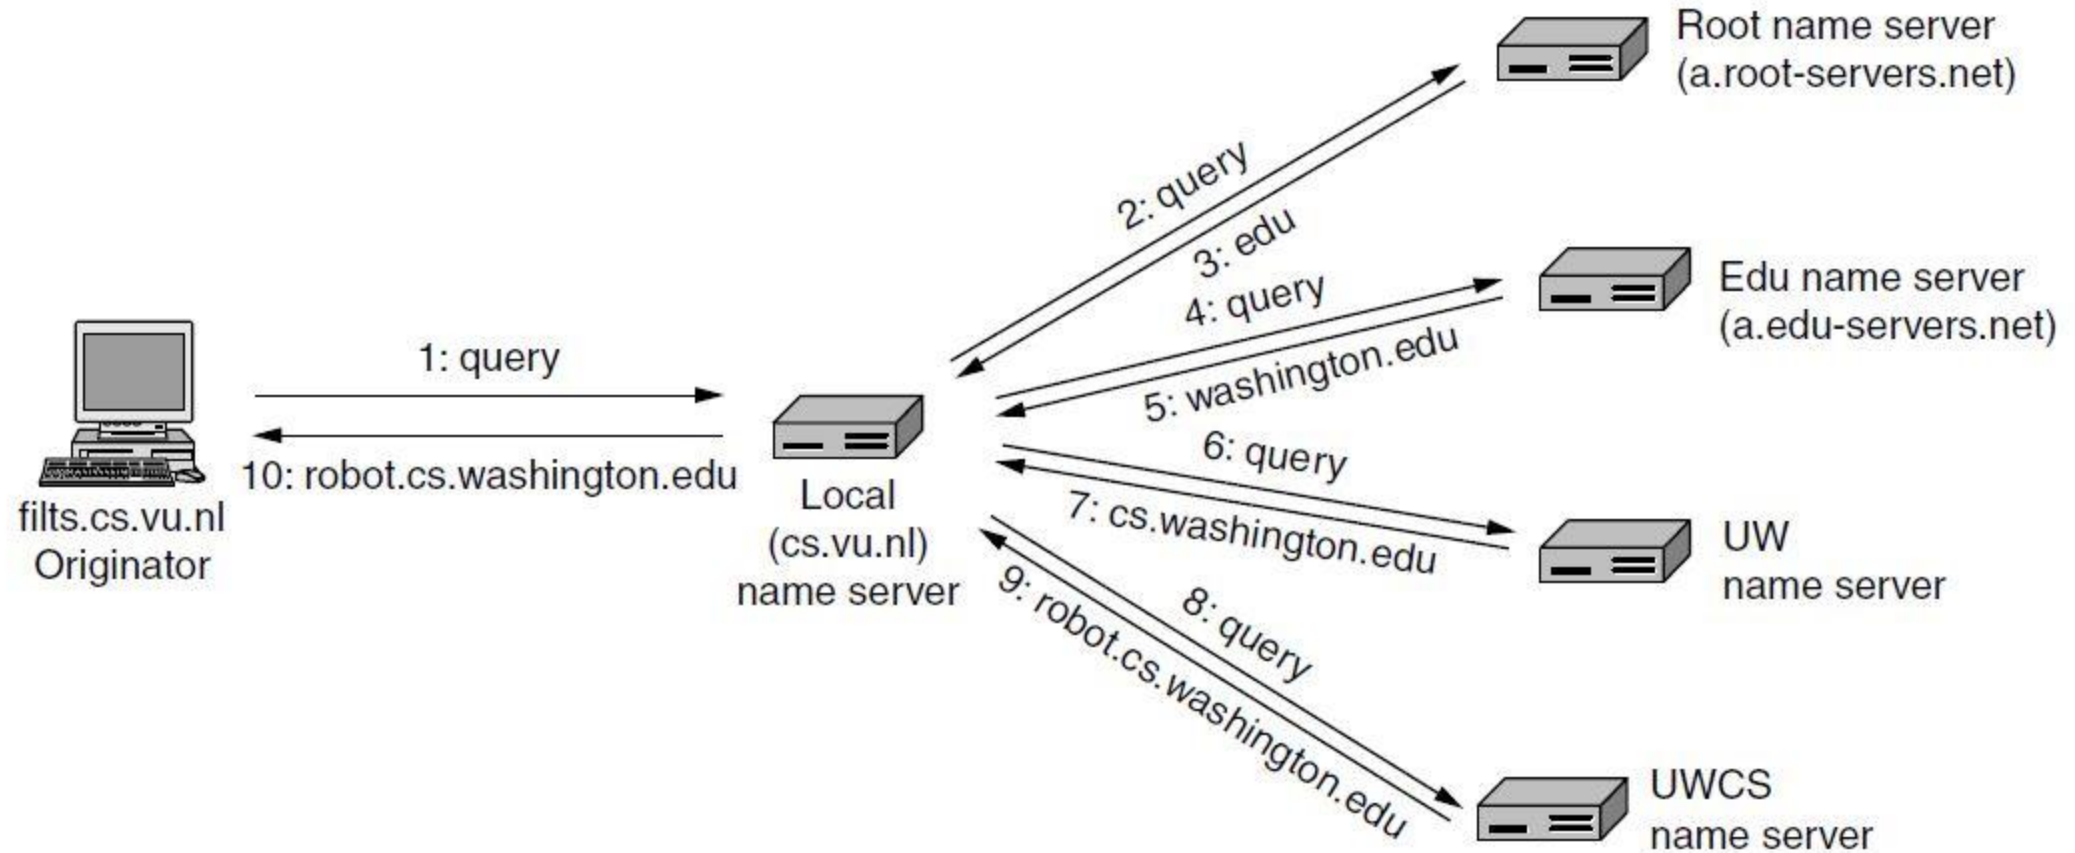 Root name server
(a.root-servers.net)
2: query
3: edu
4: query
Edu name server
(a.edu-servers.net)
5: washington.edu
1: query
10: robot.cs.washington.edu
filts.cs.vu.nl
Originator
Local
(cs.vu.nl)
name server
6: query
7: cs.washington.edu
UW
name server
8: query
9: robot.cs.washington.edu
UWCS
name server